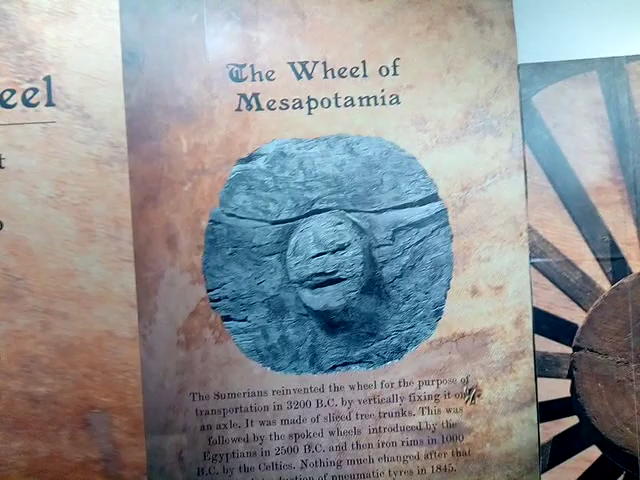 eel
The Wheel of
Mesapotamia
The Sumerians reinvented the wheel for the purpose of
transportation in 3200 B.C. by vertically fixing it on
an axle. It was made of sliced tree trunks. This was
followed by the spoked wheels introduced by the
Egyptians in 2500 B.C. and then iron rims in 1000
B.C. by the Celtics. Nothing much changed after that
of pneumatic tyres in 1845.